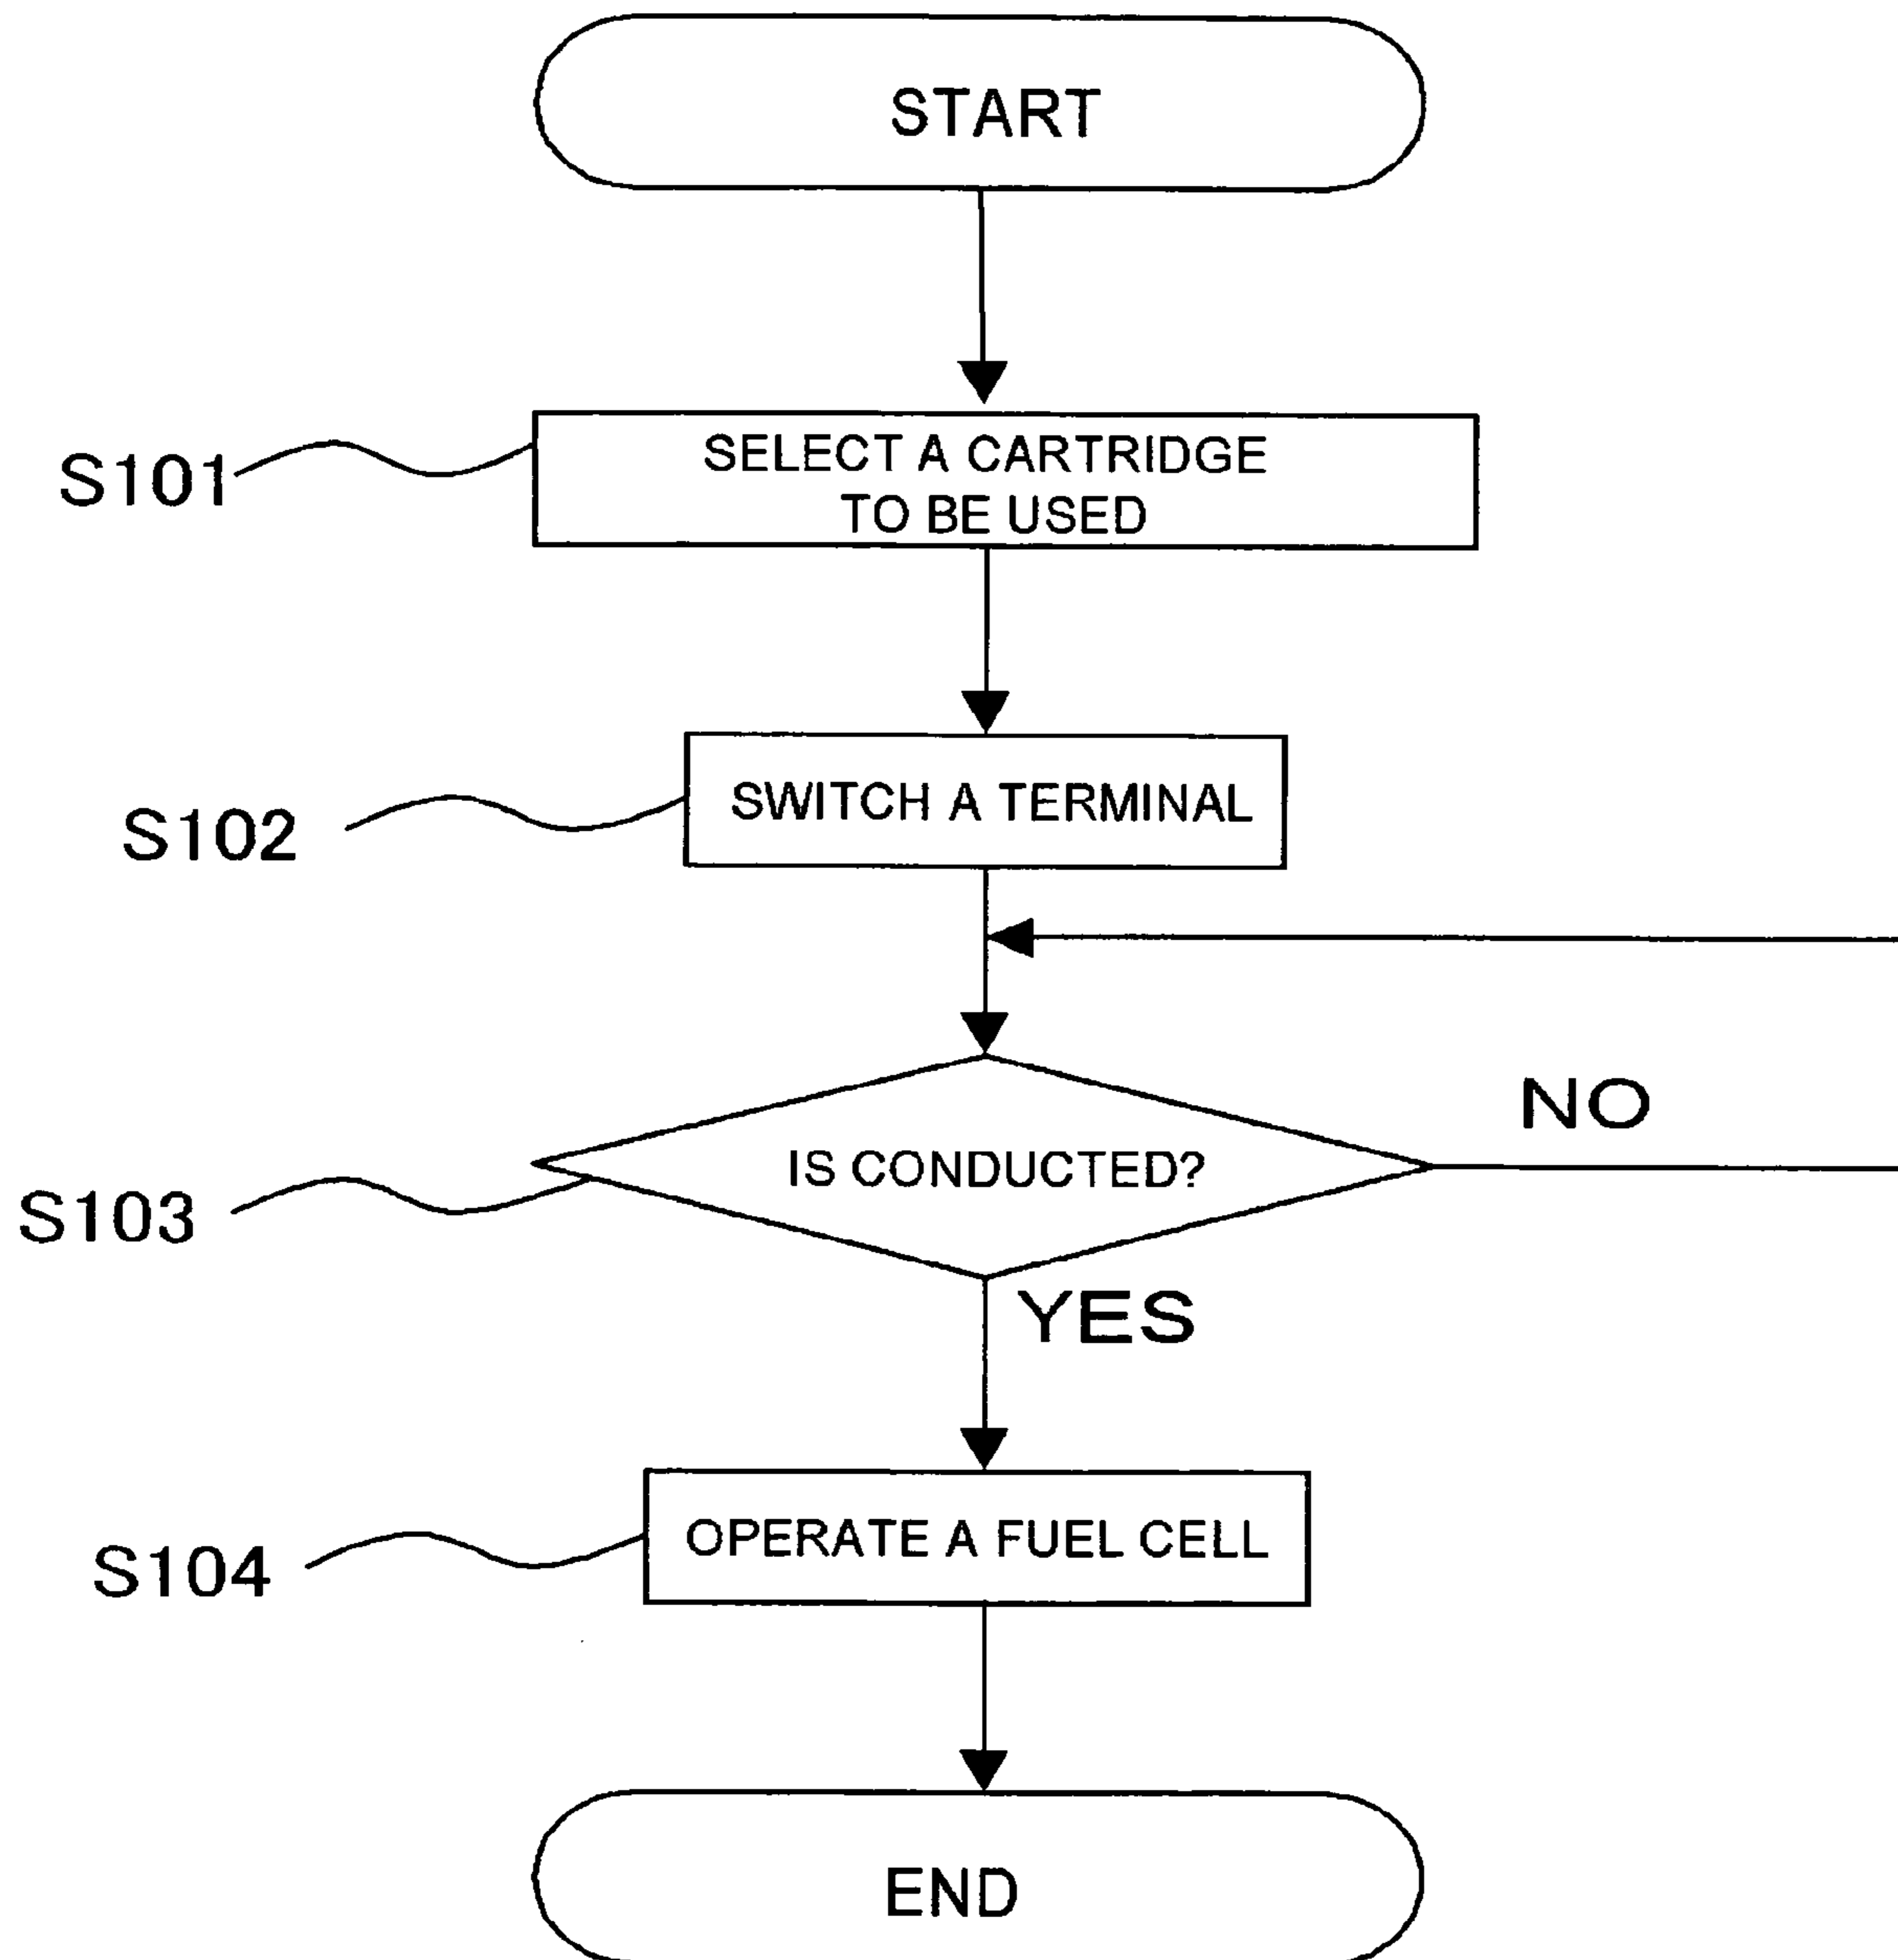 START
S101
SELECT A CARTRIDGE
TO BE USED
S102
SWITCH A TERMINAL
S103
IS CONDUCTED?
NO
YES
S104
OPERATE A FUEL CELL
END